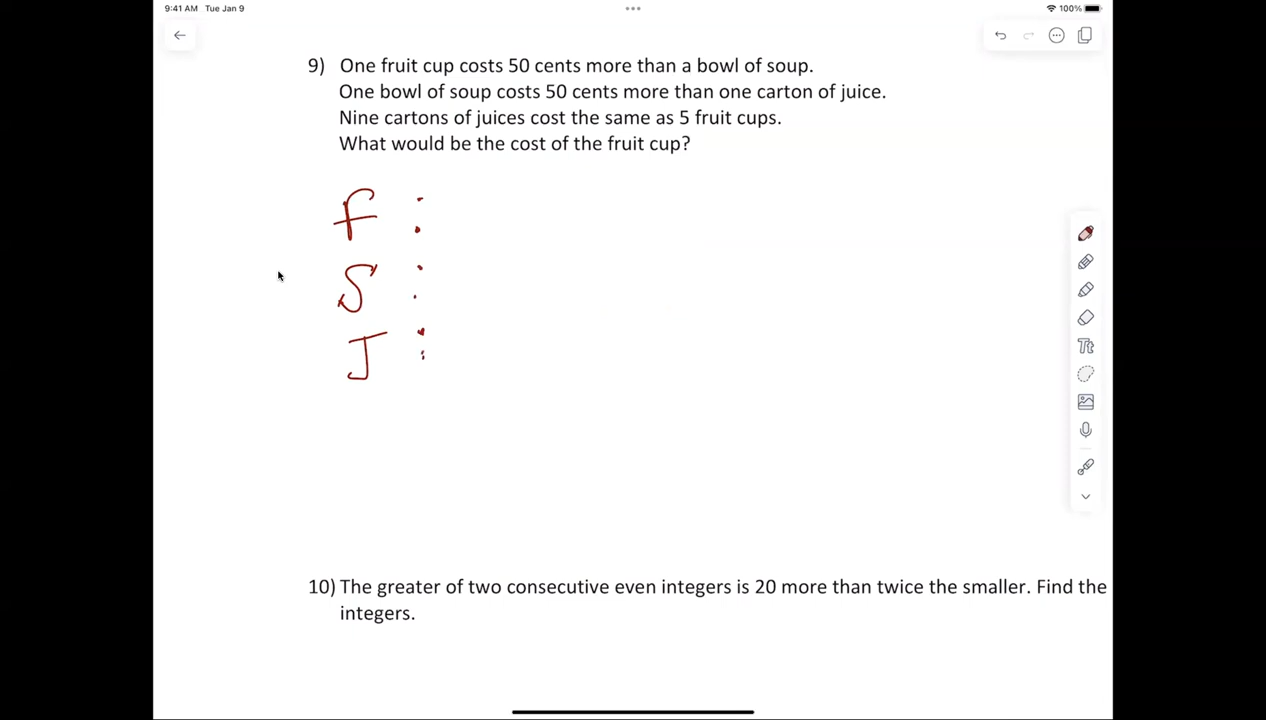 9:41 AM Tue Jan 9
100%
9) One fruit cup costs 50 cents more than a bowl of soup.
One bowl of soup costs 50 cents more than one carton of juice.
Nine cartons of juices cost the same as 5 fruit cups.
What would be the cost of the fruit cup?
F :
S :
J :
Tt
10) The greater of two consecutive even integers is 20 more than twice the smaller. Find the
integers.